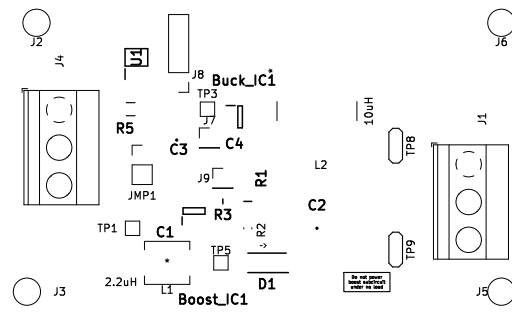 J2
J6
J4
U1
J8
Buck_IC1
*
TP3
10uH
J7
J1
R5
C3
C4
TP8
L2
J9
R1
JMP1
C2
R3
TP1
C1
R2
TP5
TP9
*
2.2uH
L1
D1
Do not power
boost subcircuit
under no load
J3
Boost_IC1
J5